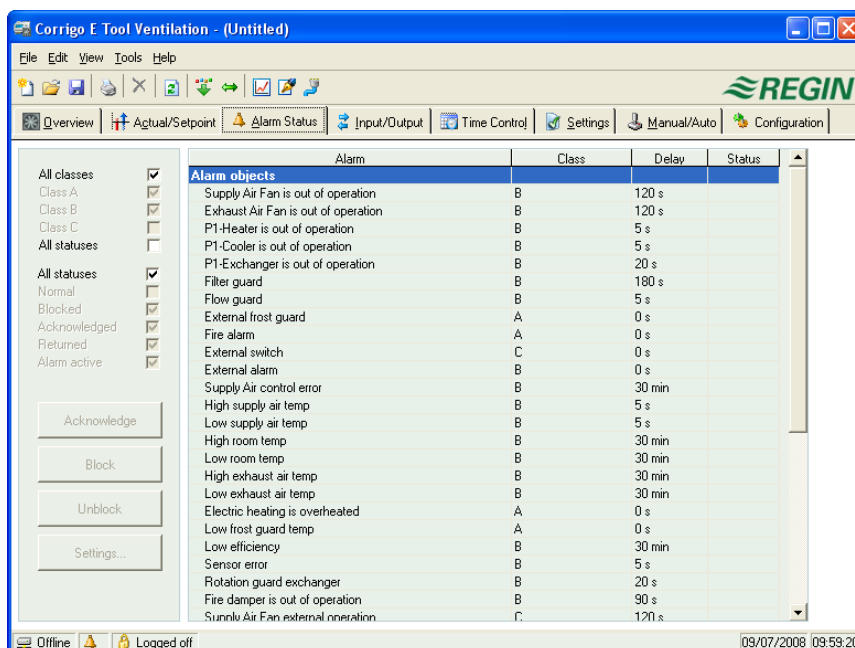 Corrigo E Tool Ventilation - (Untitled)
File Edit View Tools Help
REGIN
Overview Actual/Setpoint Alarm Status Input/Output Time Control Settings Manual/Auto Configuration
Alarm Class Delay Status
All classes
Class A
Class B
Class C
All statuses
All statuses
Normal
Blocked
Acknowledged
Returned
Alarm active
Acknowledge
Block
Unblock
Settings...
Alarm objects
Supply Air Fan is out of operation B 120 s
Exhaust Air Fan is out of operation B 120 s
P1-Heater is out of operation B 5 s
P1-Cooler is out of operation B 5 s
P1-Exchanger is out of operation B 20 s
Filter guard B 180 s
Flow guard B 5 s
External frost guard A 0 s
Fire alarm A 0 s
External switch C 0 s
External alarm B 0 s
Supply Air control error B 30 min
High supply air temp B 5 s
Low supply air temp B 5 s
High room temp B 30 min
Low room temp B 30 min
High exhaust air temp B 30 min
Low exhaust air temp B 30 min
Electric heating is overheated A 0 s
Low frost guard temp A 0 s
Low efficiency B 30 min
Sensor error B 5 s
Rotation guard exchanger B 20 s
Fire damper is out of operation B 90 s
Supply Air Fan external operation C 120 s
Offline Logged off 09/07/2008 09:59:20